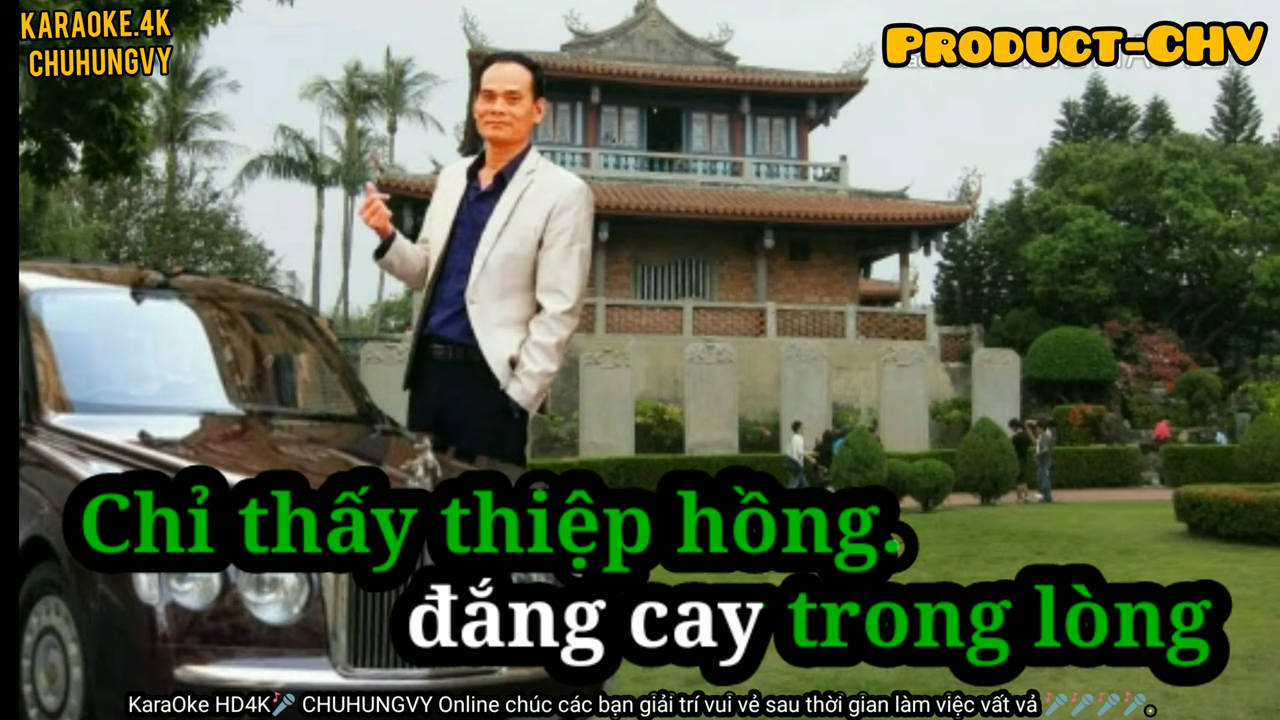 KARAOKE.4K
CHUHUNGVY
PRODUCT-CHV
Chỉ thấy thiệp hồng.
đắng cay trong lòng
KaraOke HD4K🎤 CHUHUNGVY Online chúc các bạn giải trí vui vẻ sau thời gian làm việc vất vả 🎤🎤🎤🎤.